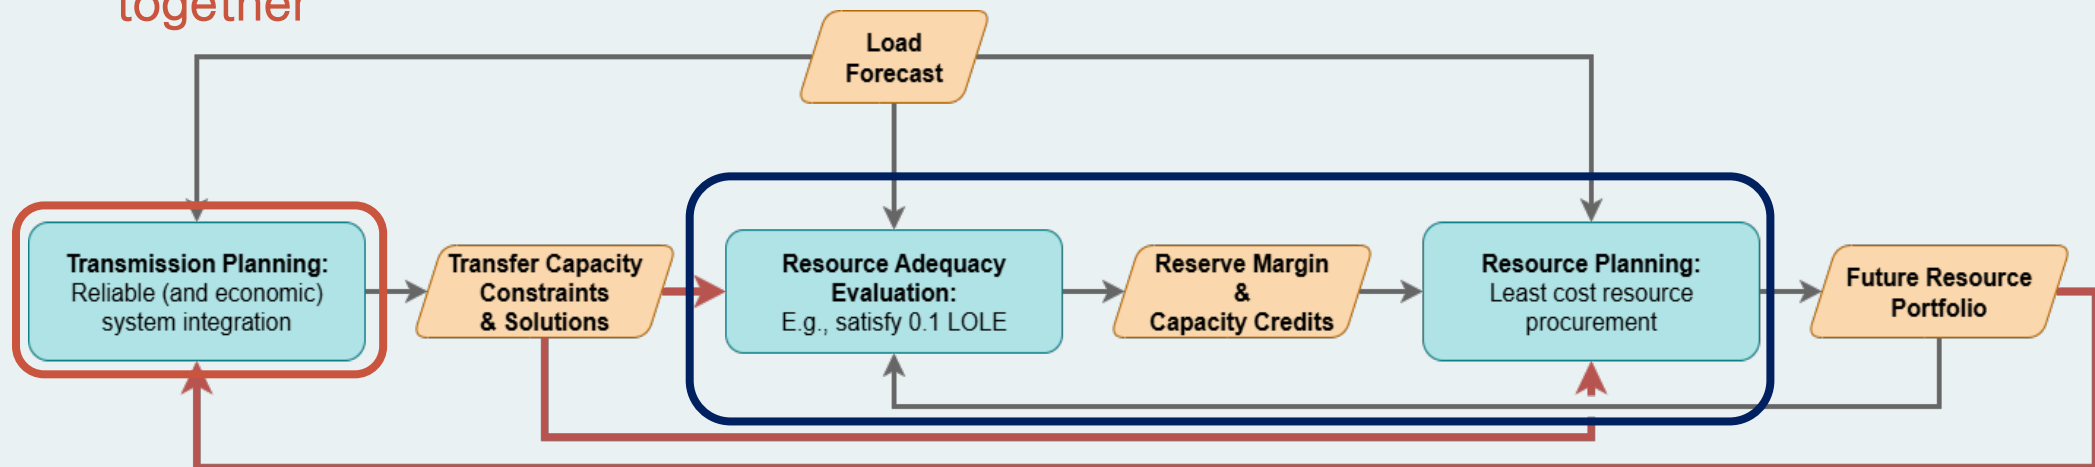 together
Load
Forecast
Transmission Planning:
Reliable (and economic)
system integration
Transfer Capacity
Constraints
& Solutions
Resource Adequacy
Evaluation:
E.g., satisfy 0.1 LOLE
Reserve Margin
&
Capacity Credits
Resource Planning:
Least cost resource
procurement
Future Resource
Portfolio